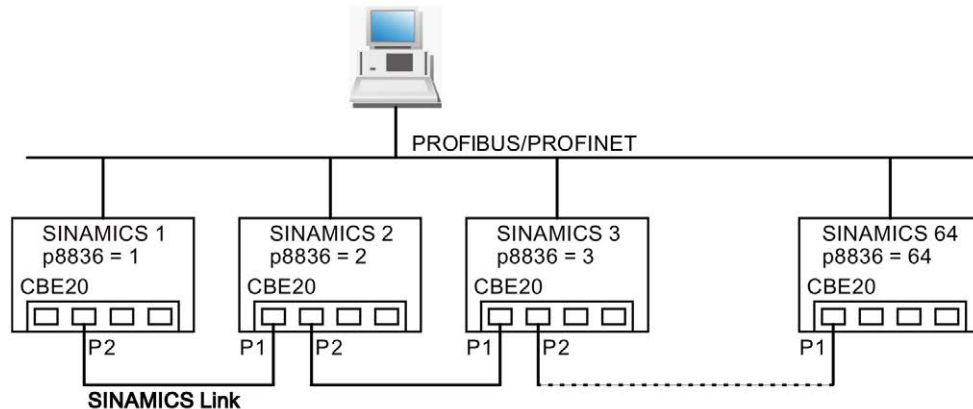 PROFIBUS/PROFINET
SINAMICS 1
p8836 = 1
CBE20
P2
SINAMICS 2
p8836 = 2
CBE20
P1
P2
SINAMICS 3
p8836 = 3
CBE20
P1
P2
SINAMICS 64
p8836 = 64
CBE20
P1
SINAMICS Link